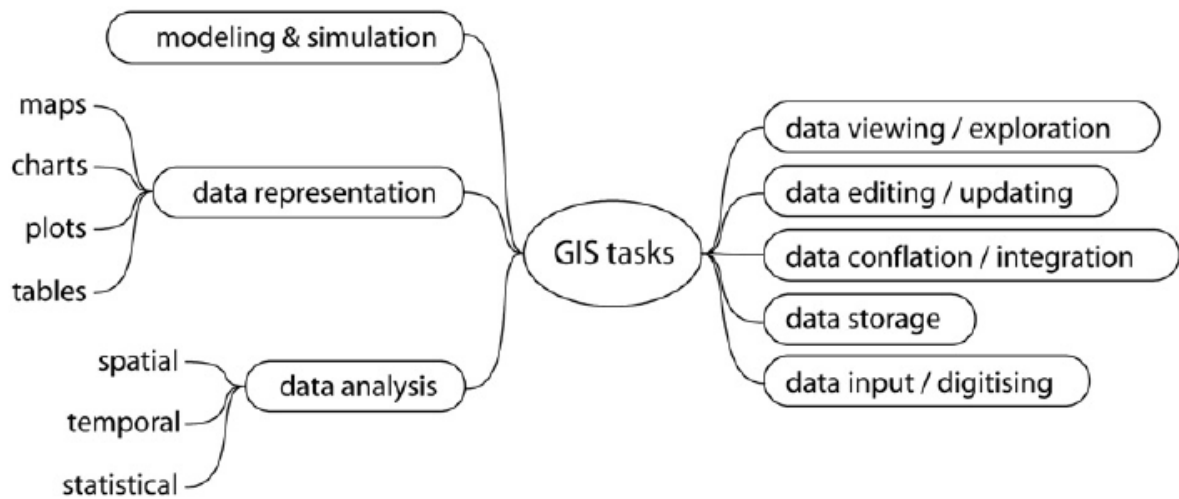 modeling & simulation
maps
charts
plots
tables
data representation
spatial
temporal
statistical
data analysis
GIS tasks
data viewing / exploration
data editing / updating
data conflation / integration
data storage
data input / digitising